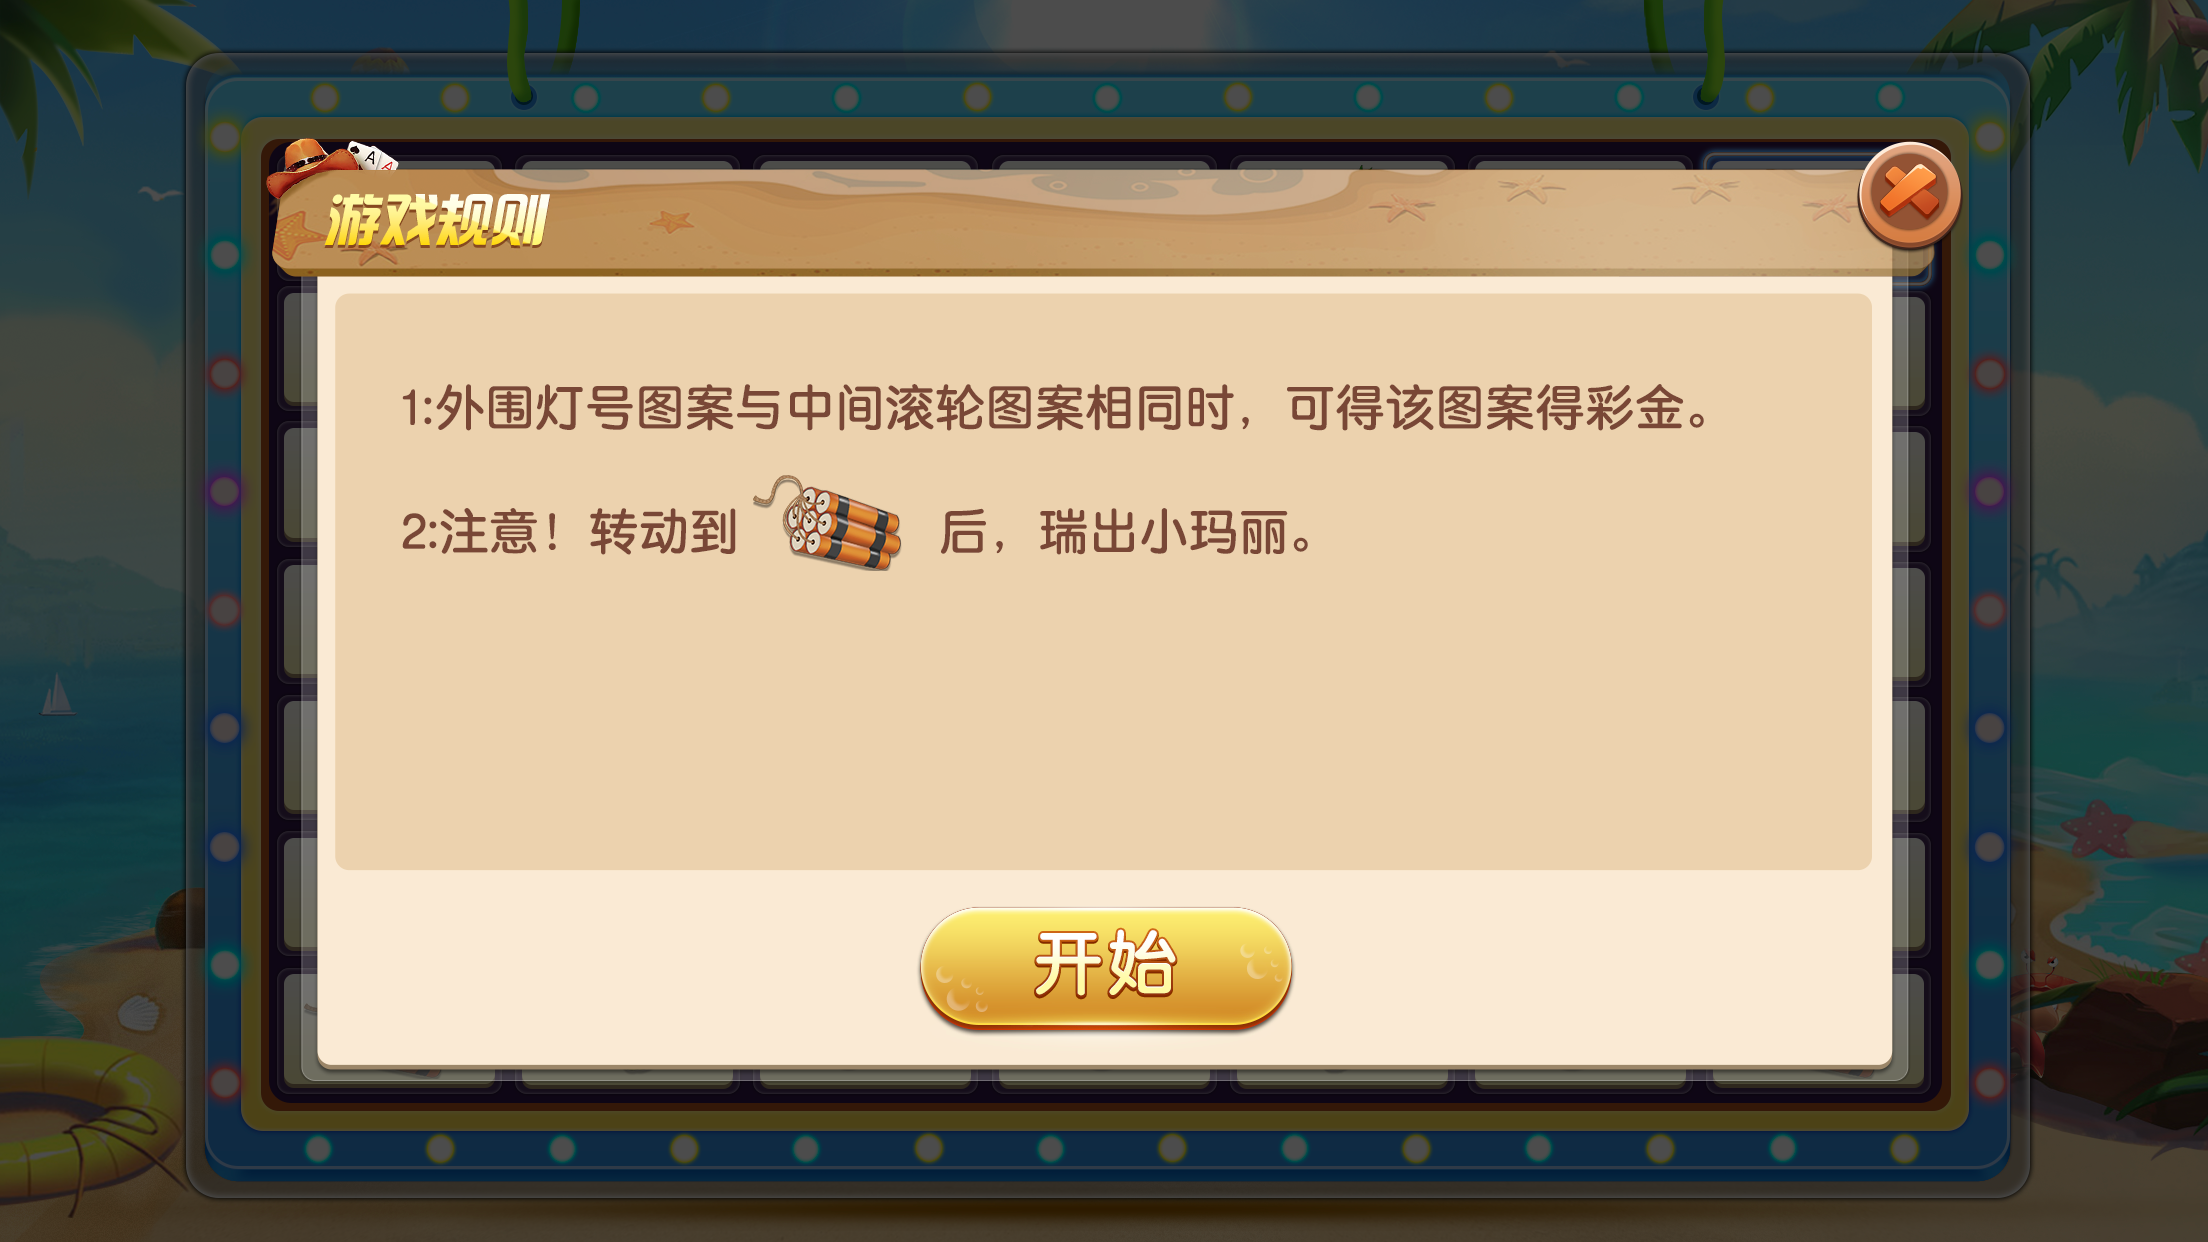 游戏规则
1:外围灯号图案与中间滚轮图案相同时，可得该图案得彩金。
2:注意！转动到 后，瑞出小玛丽。
开始
A
A